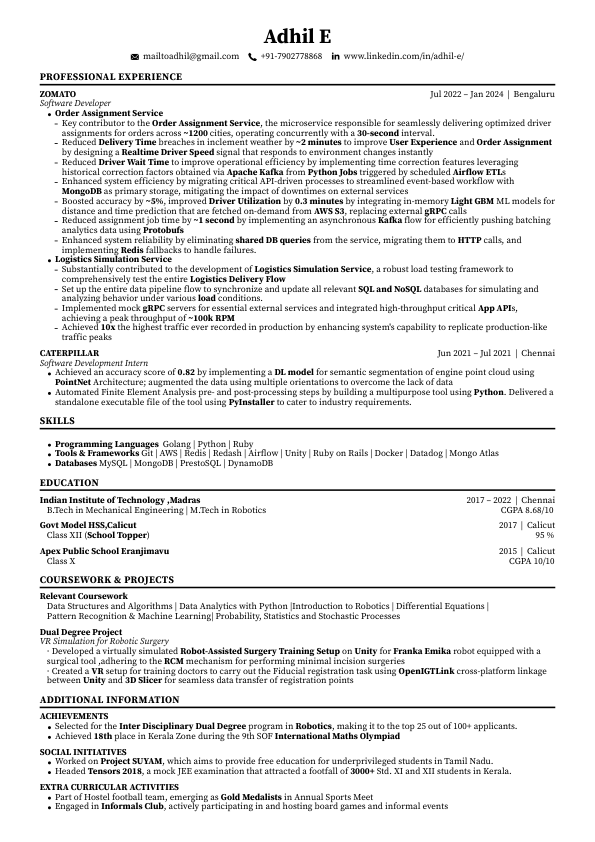 Adhil E
mailtoadhil@gmail.com +91-7902778868 www.linkedin.com/in/adhil-e/
PROFESSIONAL EXPERIENCE
ZOMATO Jul 2022 – Jan 2024 | Bengaluru
Software Developer
• Order Assignment Service
– Key contributor to the Order Assignment Service, the microservice responsible for seamlessly delivering optimized driver
assignments for orders across ~1200 cities, operating concurrently with a 30-second interval.
– Reduced Delivery Time breaches in inclement weather by ~2 minutes to improve User Experience and Order Assignment
by designing a Realtime Driver Speed signal that responds to environment changes instantly
– Reduced Driver Wait Time to improve operational efficiency by implementing time correction features leveraging
historical correction factors obtained via Apache Kafka from Python Jobs triggered by scheduled Airflow ETLs
– Enhanced system efficiency by migrating critical API-driven processes to streamlined event-based workflow with
MongoDB as primary storage, mitigating the impact of downtimes on external services
– Boosted accuracy by ~5%, improved Driver Utilization by 0.3 minutes by integrating in-memory Light GBM ML models for
distance and time prediction that are fetched on-demand from AWS S3, replacing external gRPC calls
– Reduced assignment job time by ~1 second by implementing an asynchronous Kafka flow for efficiently pushing batching
analytics data using Protobufs
– Enhanced system reliability by eliminating shared DB queries from the service, migrating them to HTTP calls, and
implementing Redis fallbacks to handle failures.
• Logistics Simulation Service
– Substantially contributed to the development of Logistics Simulation Service, a robust load testing framework to
comprehensively test the entire Logistics Delivery Flow
– Set up the entire data pipeline flow to synchronize and update all relevant SQL and NoSQL databases for simulating and
analyzing behavior under various load conditions.
– Implemented mock gRPC servers for essential external services and integrated high-throughput critical App APIs,
achieving a peak throughput of ~100k RPM
– Achieved 10x the highest traffic ever recorded in production by enhancing system's capability to replicate production-like
traffic peaks
CATERPILLAR Jun 2021 – Jul 2021 | Chennai
Software Development Intern
• Achieved an accuracy score of 0.82 by implementing a DL model for semantic segmentation of engine point cloud using
PointNet Architecture; augmented the data using multiple orientations to overcome the lack of data
• Automated Finite Element Analysis pre- and post-processing steps by building a multipurpose tool using Python. Delivered a
standalone executable file of the tool using PyInstaller to cater to industry requirements.
SKILLS
• Programming Languages Golang | Python | Ruby
• Tools & Frameworks Git | AWS | Redis | Redash | Airflow | Unity | Ruby on Rails | Docker | Datadog | Mongo Atlas
• Databases MySQL | MongoDB | PrestoSQL | DynamoDB
EDUCATION
Indian Institute of Technology ,Madras 2017 – 2022 | Chennai
B.Tech in Mechanical Engineering | M.Tech in Robotics CGPA 8.68/10
Govt Model HSS,Calicut 2017 | Calicut
Class XII (School Topper) 95 %
Apex Public School Eranjimavu 2015 | Calicut
Class X CGPA 10/10
COURSEWORK & PROJECTS
Relevant Coursework
Data Structures and Algorithms | Data Analytics with Python |Introduction to Robotics | Differential Equations |
Pattern Recognition & Machine Learning| Probability, Statistics and Stochastic Processes
Dual Degree Project
VR Simulation for Robotic Surgery
· Developed a virtually simulated Robot-Assisted Surgery Training Setup on Unity for Franka Emika robot equipped with a
surgical tool ,adhering to the RCM mechanism for performing minimal incision surgeries
· Created a VR setup for training doctors to carry out the Fiducial registration task using OpenIGTLink cross-platform linkage
between Unity and 3D Slicer for seamless data transfer of registration points
ADDITIONAL INFORMATION
ACHIEVEMENTS
• Selected for the Inter Disciplinary Dual Degree program in Robotics, making it to the top 25 out of 100+ applicants.
• Achieved 18th place in Kerala Zone during the 9th SOF International Maths Olympiad
SOCIAL INITIATIVES
• Worked on Project SUYAM, which aims to provide free education for underprivileged students in Tamil Nadu.
• Headed Tensors 2018, a mock JEE examination that attracted a footfall of 3000+ Std. XI and XII students in Kerala.
EXTRA CURRICULAR ACTIVITIES
• Part of Hostel football team, emerging as Gold Medalists in Annual Sports Meet
• Engaged in Informals Club, actively participating in and hosting board games and informal events